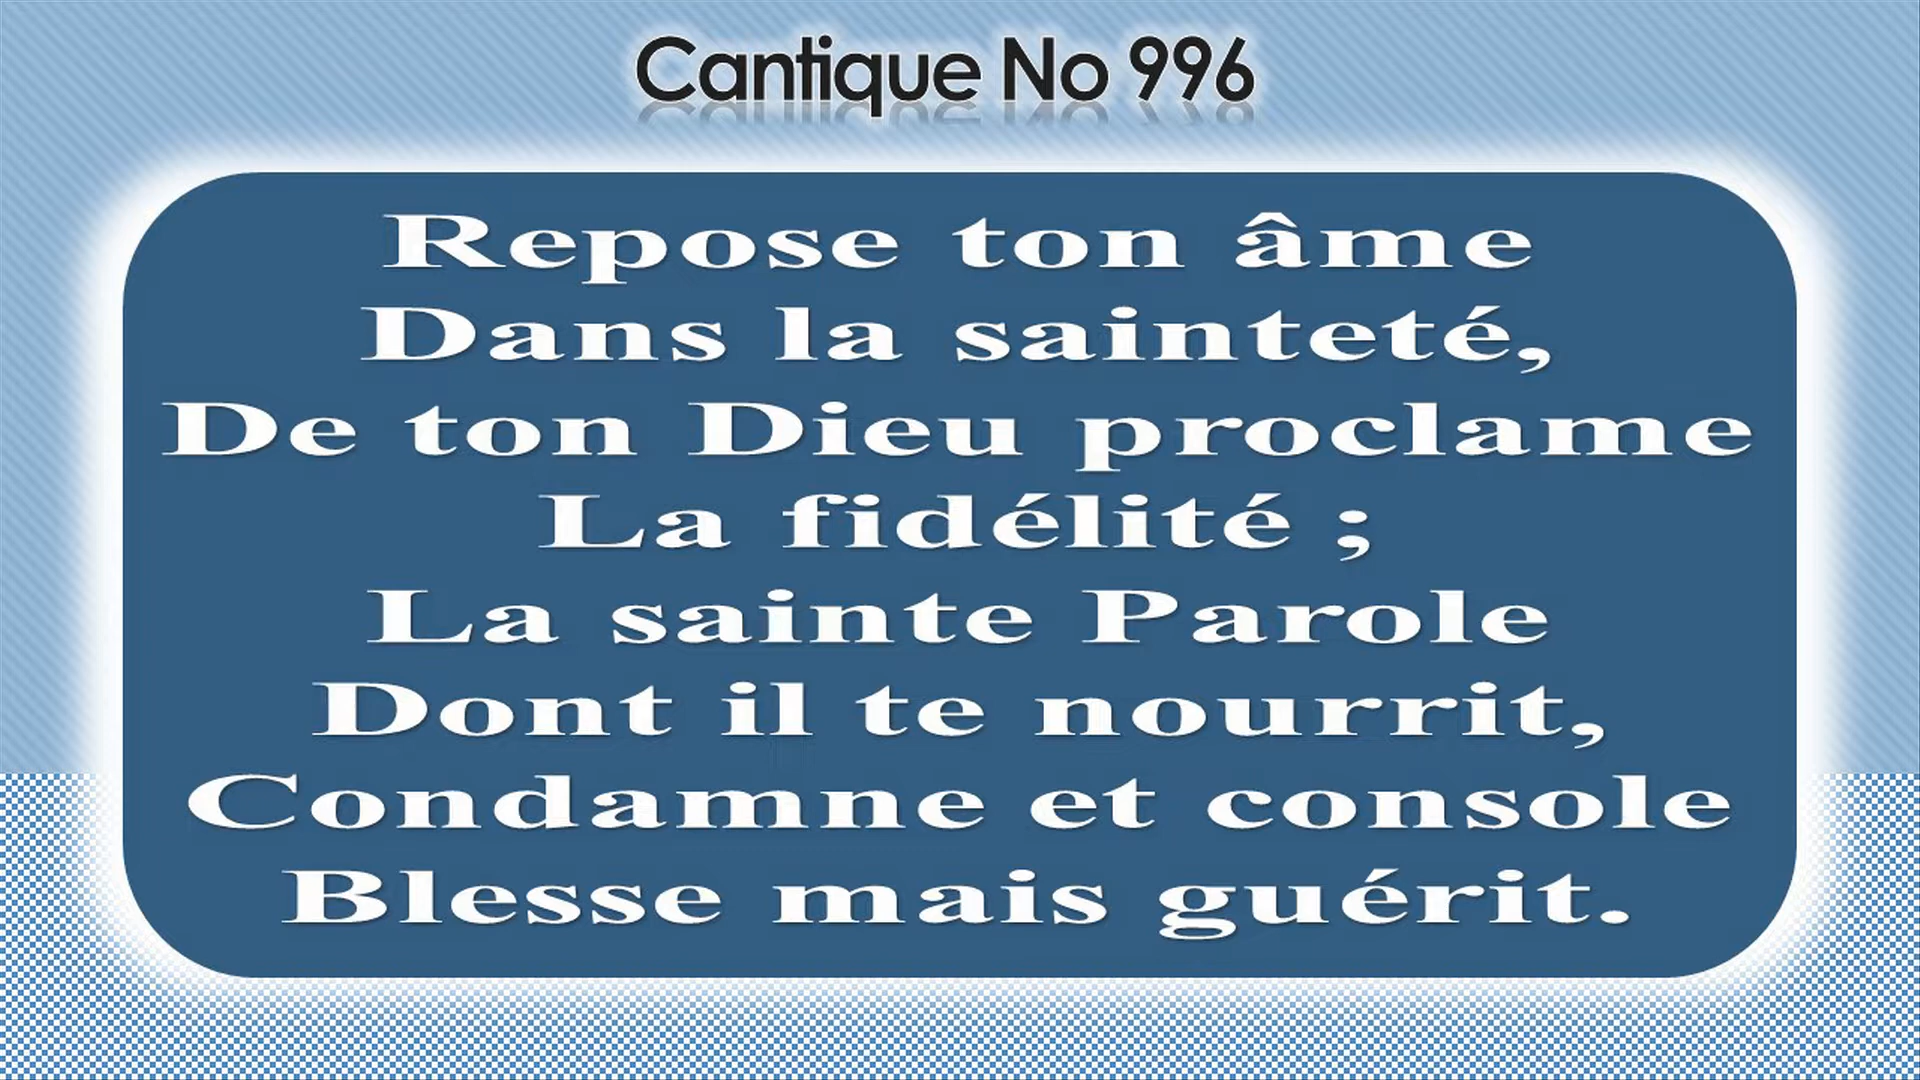 Cantique No 996
Repose ton âme
Dans la sainteté,
De ton Dieu proclame
La fidélité ;
La sainte Parole
Dont il te nourrit,
Condamne et console
Blesse mais guérit.